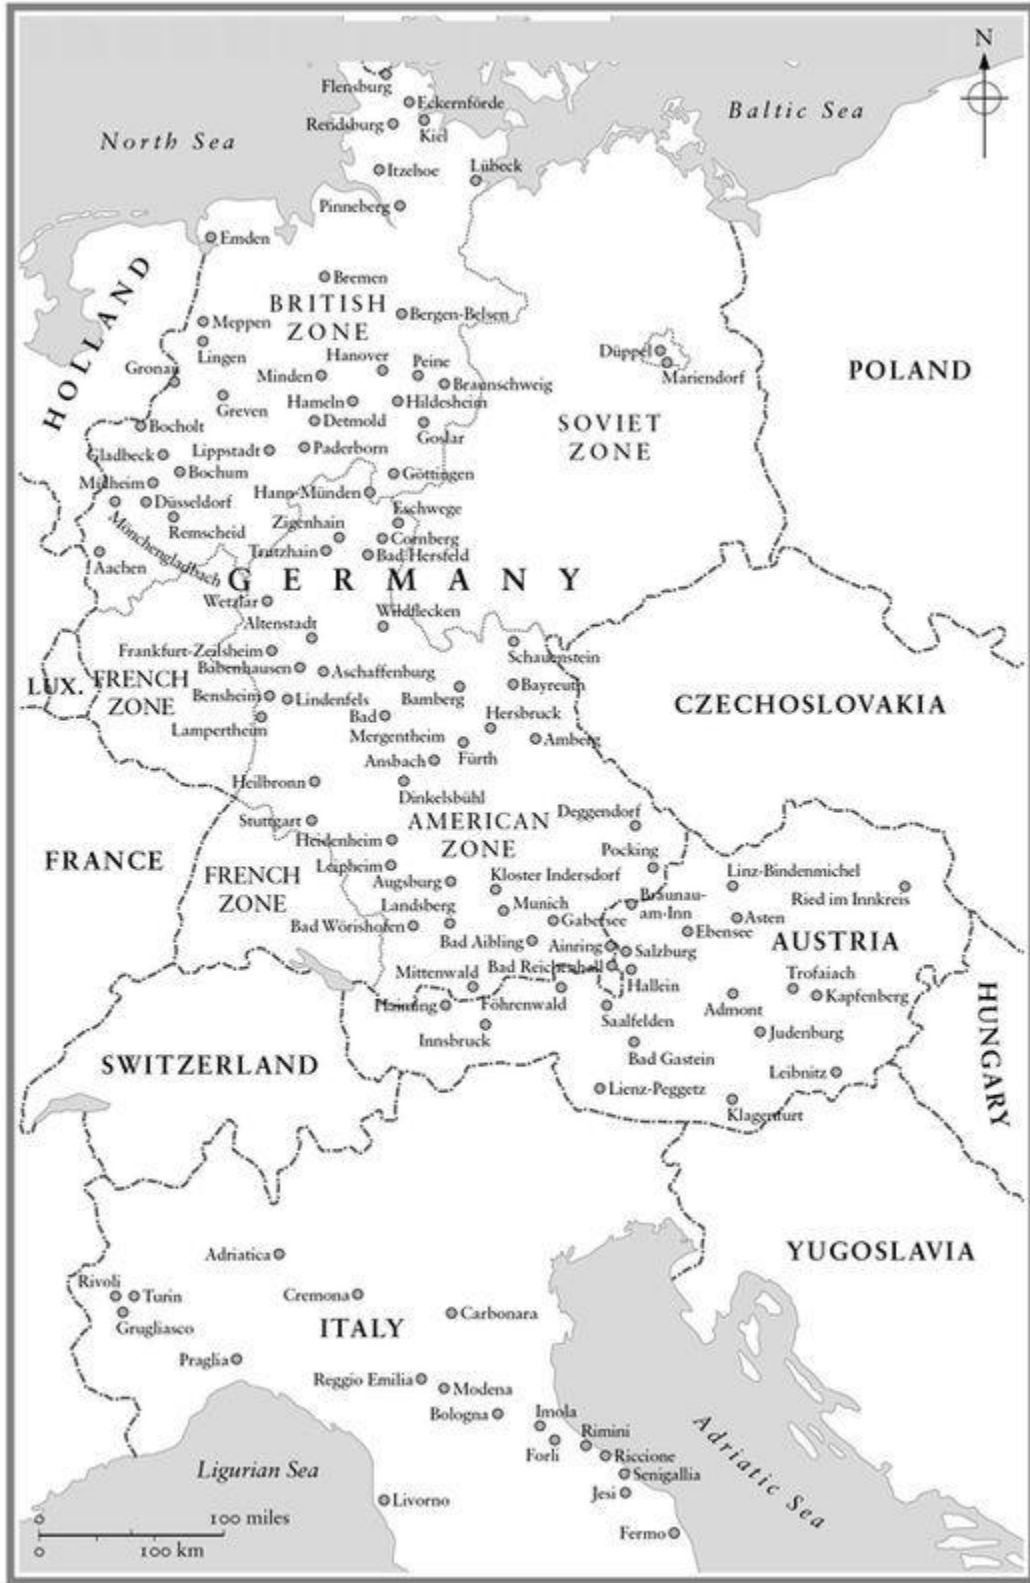 N
Flensburg
Eckernförde
Baltic Sea
Rendsburg
Kiel
North Sea
Itzehoe
Lübeck
Pinneberg
Emden
Bremen
HOLLAND
BRITISH
ZONE
Bergen-Belsen
Meppen
Lingen
Hanover
Peine
Düppel
Gronau
Minden
Braunschweig
Mariendorf
POLAND
Greven
Hameln
Hildesheim
Bocholt
Detmold
Goslar
SOVIET
ZONE
Gladbeck
Lippstadt
Paderborn
Bochum
Göttingen
Milheim
Hann-Münden
Düsseldorf
Eschwege
Remscheid
Zigenhain
Cornberg
Mönchengladbach
Trutzhain
Bad Hersfeld
Aachen
GERMANY
Wetzlar
Wildflecken
Altenstadt
Frankfurt-Zeilsheim
Schauenstein
Babenhausen
Aschaffenburg
LUX.
FRENCH
ZONE
Bensheim
Lindenfels
Bamberg
Bayreuth
CZECHOSLOVAKIA
Lampertheim
Bad
Mergentheim
Hersbruck
Amberg
Fürth
Ansbach
Heilbronn
Dinkelsbühl
Deggendorf
Stuttgart
AMERICAN
ZONE
Heidenheim
Pocking
FRANCE
Leipheim
FRENCH
ZONE
Augsburg
Kloster Indersdorf
Linz-Bindenmichel
Ried im Innkreis
Landsberg
Munich
Braunau-
am-Inn
Bad Wörishofen
Gabersee
Asten
Ebensee
Bad Aibling
Ainring
Salzburg
AUSTRIA
Mittenwald
Bad Reichenhall
Hallein
Trofaiach
Haiming
Föhrenwald
Admont
Kapfenberg
HUNGARY
Saalfelden
Innsbruck
Judenburg
SWITZERLAND
Bad Gastein
Leibnitz
Lienz-Peggetz
Klagenfurt
Adriatica
YUGOSLAVIA
Rivoli
Turin
Cremona
Carbonara
Grugliasco
ITALY
Praglia
Reggio Emilia
Modena
Bologna
Imola
Forli
Rimini
Riccione
Adriatic Sea
Ligurian Sea
Senigallia
Livorno
Jesi
Fermo
0
100 miles
0
100 km